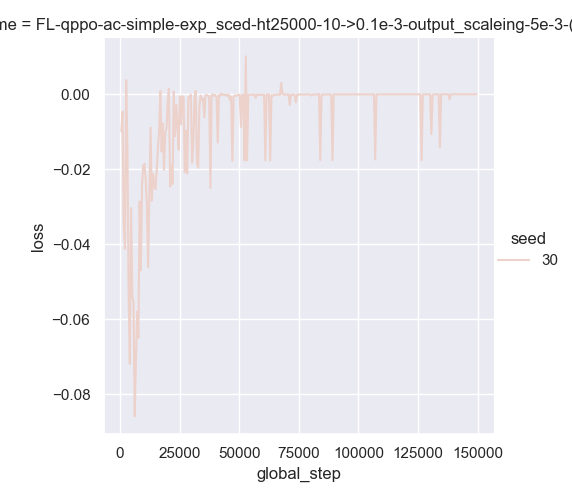 me = FL-qppo-ac-simple-exp_sced-ht25000-10->0.1e-3-output_scaleing-5e-3-(
0.00
−0.02
−0.04
−0.06
−0.08
loss
0 25000 50000 75000 100000 125000 150000
global_step
seed
30